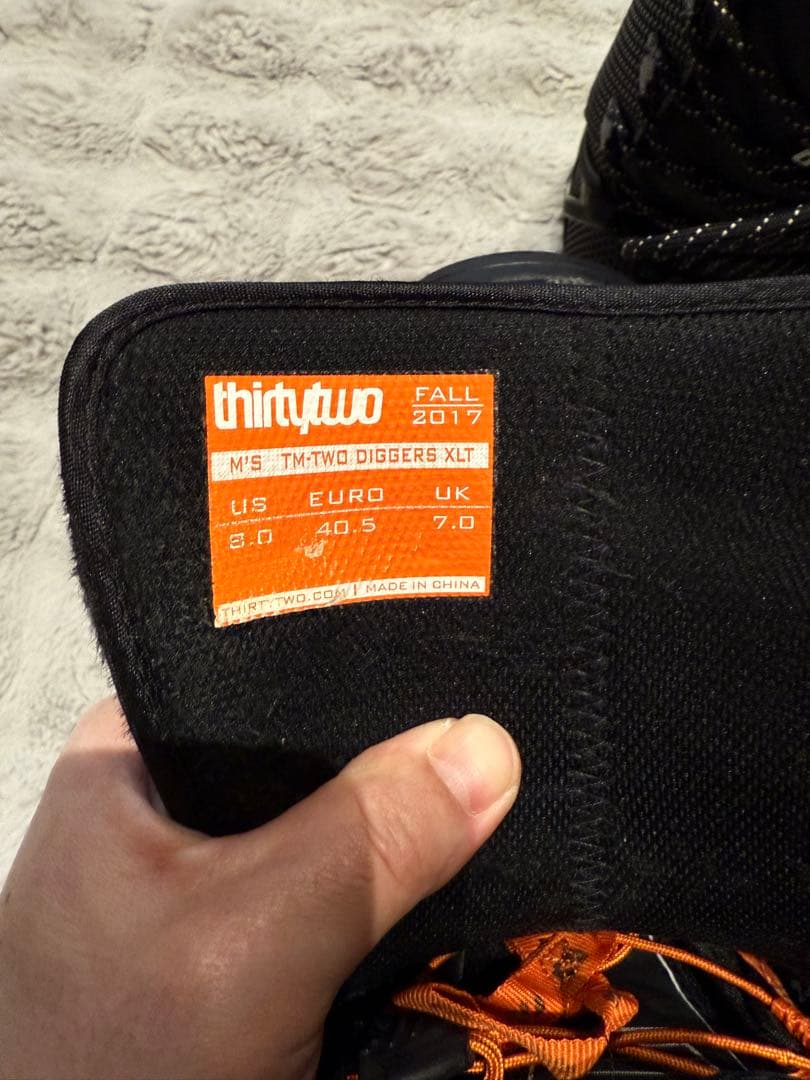 thirtytwo
FALL
2017
M'S TM-TWO DIGGERS XLT
US EURO UK
8.0 40.5 7.0
THIRTYTWO.COM | MADE IN CHINA